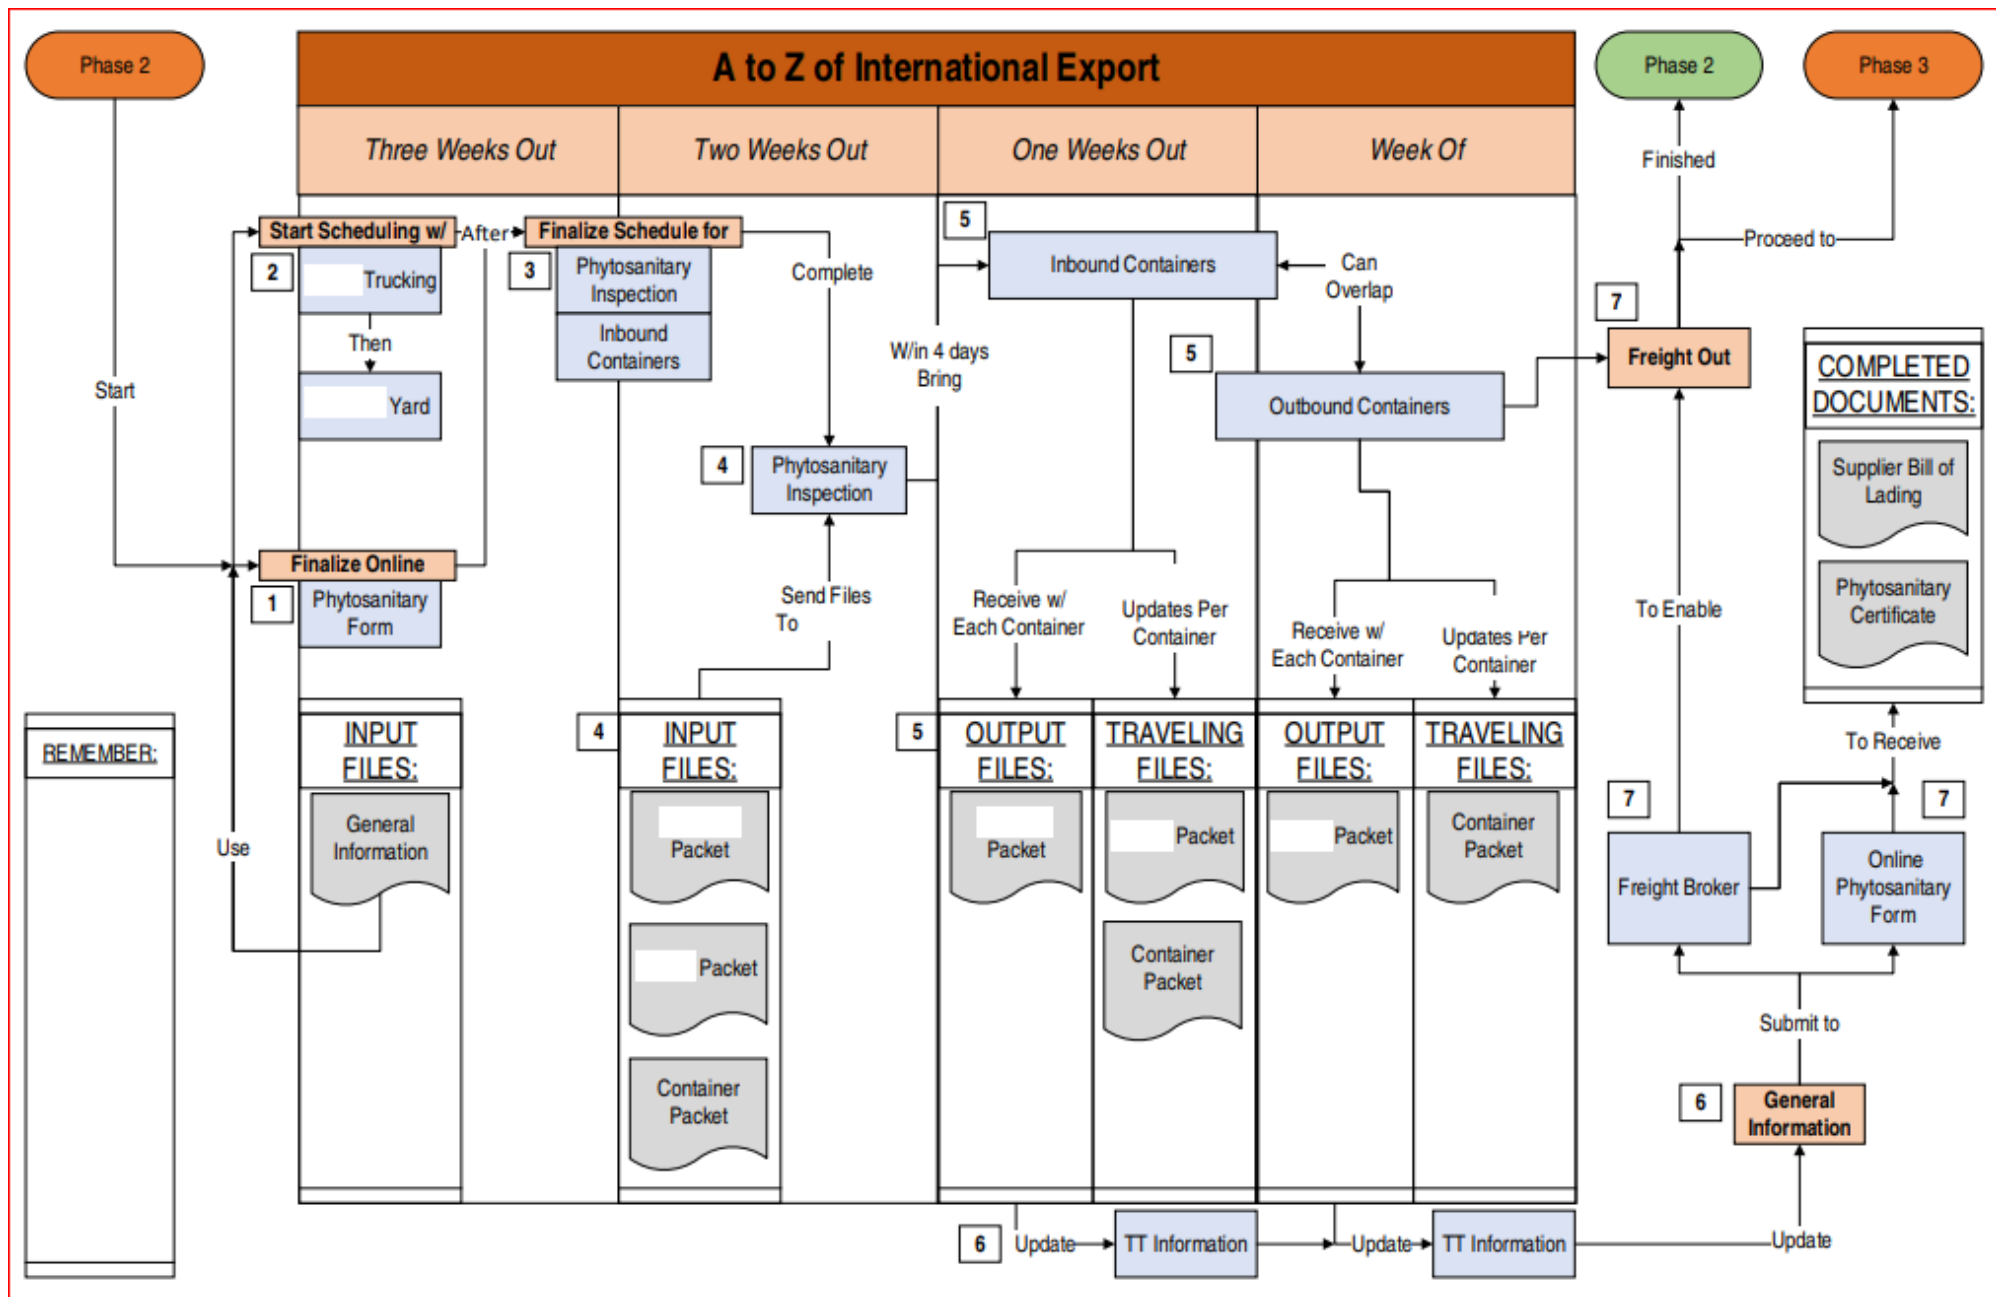 Phase 2
A to Z of International Export
Phase 2
Phase 3
Three Weeks Out
Two Weeks Out
One Weeks Out
Week Of
Finished
Proceed to
Start Scheduling w/
After
Finalize Schedule for
2
Trucking
Then
Yard
3
Phytosanitary
Inspection
Inbound
Containers
Complete
5
Inbound Containers
Can
Overlap
W/in 4 days
Bring
5
Outbound Containers
7
Freight Out
COMPLETED
DOCUMENTS:
Supplier Bill of
Lading
Phytosanitary
Certificate
Start
4
Phytosanitary
Inspection
Finalize Online
1
Phytosanitary
Form
Send Files
To
Receive w/
Each Container
Updates Per
Container
Receive w/
Each Container
Updates Per
Container
To Enable
To Receive
REMEMBER:
Use
INPUT
FILES:
General
Information
4
INPUT
FILES:
Packet
Packet
Container
Packet
5
OUTPUT
FILES:
Packet
TRAVELING
FILES:
Packet
Container
Packet
OUTPUT
FILES:
Packet
TRAVELING
FILES:
Container
Packet
7
Freight Broker
7
Online
Phytosanitary
Form
Submit to
6
General
Information
6
Update
TT Information
Update
TT Information
Update